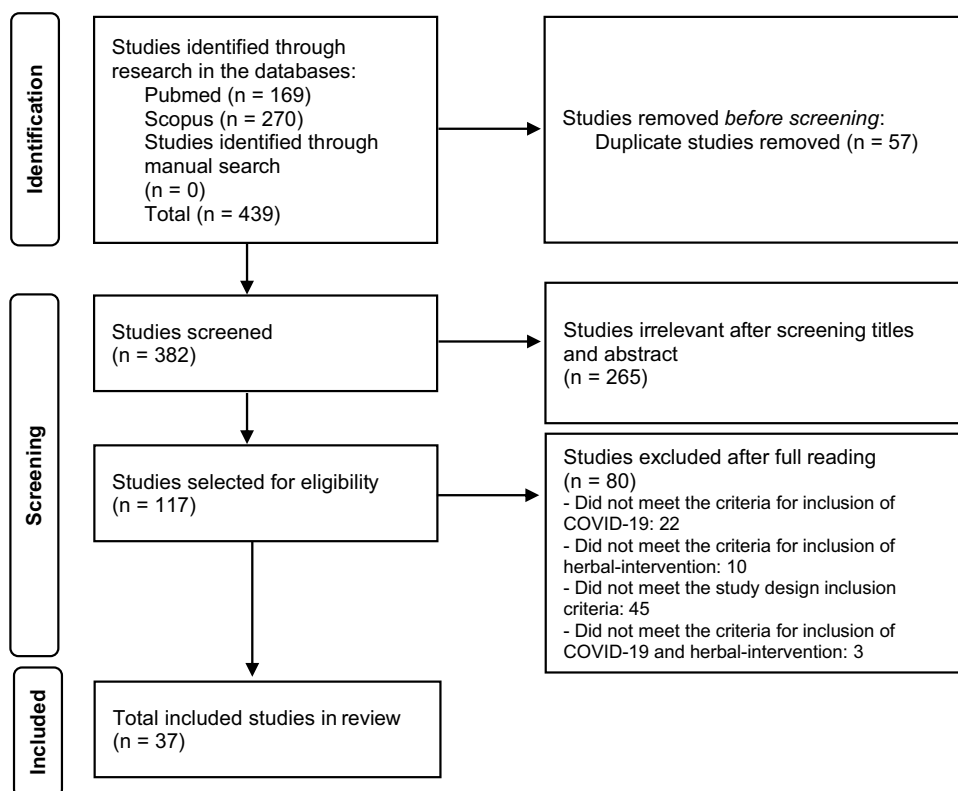 Identification
Studies identified through
research in the databases:
Pubmed (n = 169)
Scopus (n = 270)
Studies identified through
manual search
(n = 0)
Total (n = 439)
Studies removed before screening:
Duplicate studies removed (n = 57)
Screening
Studies screened
(n = 382)
Studies irrelevant after screening titles
and abstract
(n = 265)
Studies selected for eligibility
(n = 117)
Studies excluded after full reading
(n = 80)
- Did not meet the criteria for inclusion of
COVID-19: 22
- Did not meet the criteria for inclusion of
herbal-intervention: 10
- Did not meet the study design inclusion
criteria: 45
- Did not meet the criteria for inclusion of
COVID-19 and herbal-intervention: 3
Included
Total included studies in review
(n = 37)